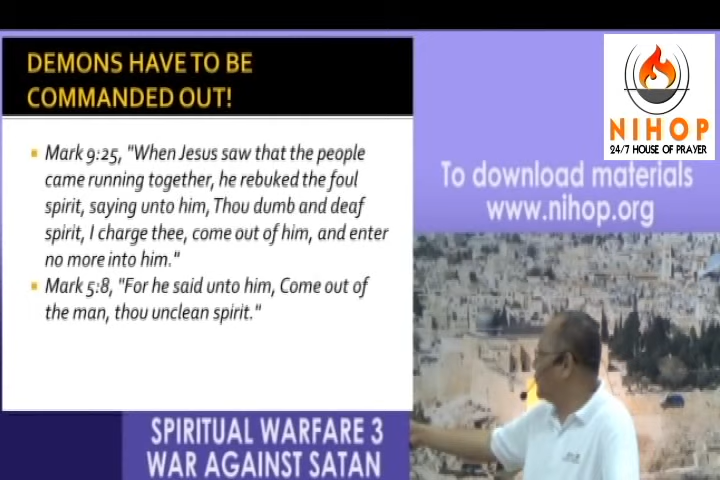 DEMONS HAVE TO BE
COMMANDED OUT!
Mark 9:25, "When Jesus saw that the people
came running together, he rebuked the foul
spirit, saying unto him, Thou dumb and deaf
spirit, I charge thee, come out of him, and enter
no more into him."
Mark 5:8, "For he said unto him, Come out of
the man, thou unclean spirit."
NIHOP
24/7 HOUSE OF PRAYER
To download materials
www.nihop.org
SPIRITUAL WARFARE 3
WAR AGAINST SATAN